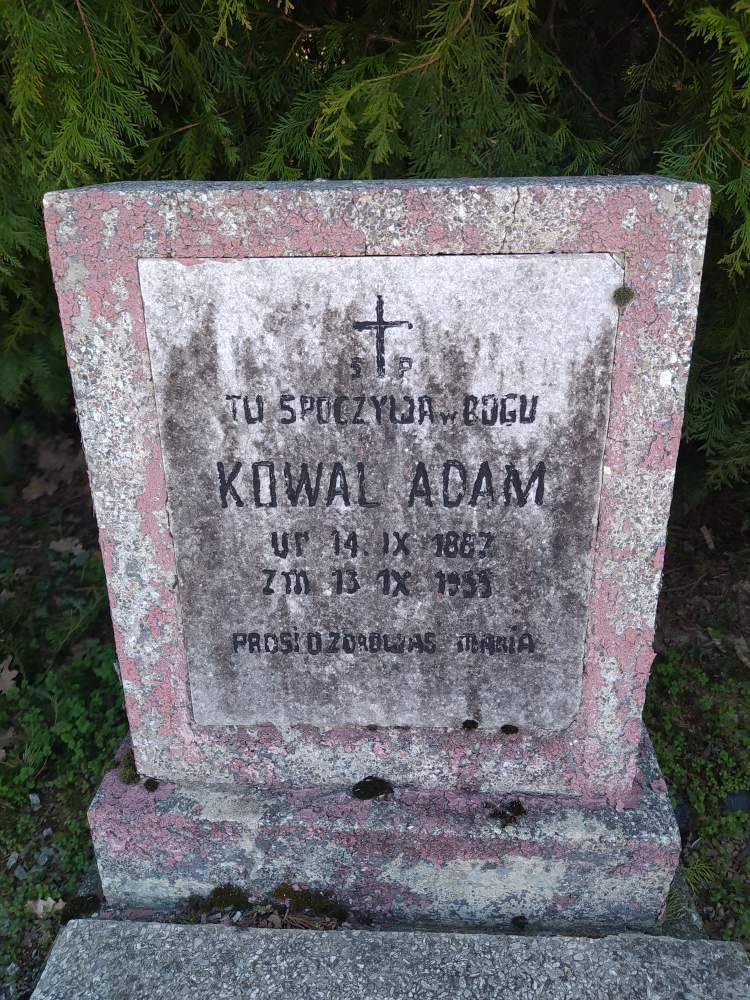 Ś P
TU SPOCZYWA w BOGU
KOWAL ADAM
UR 14. IX 1887
ZM 13 IX 1955
PROSI O ZDROWAŚ MARIA